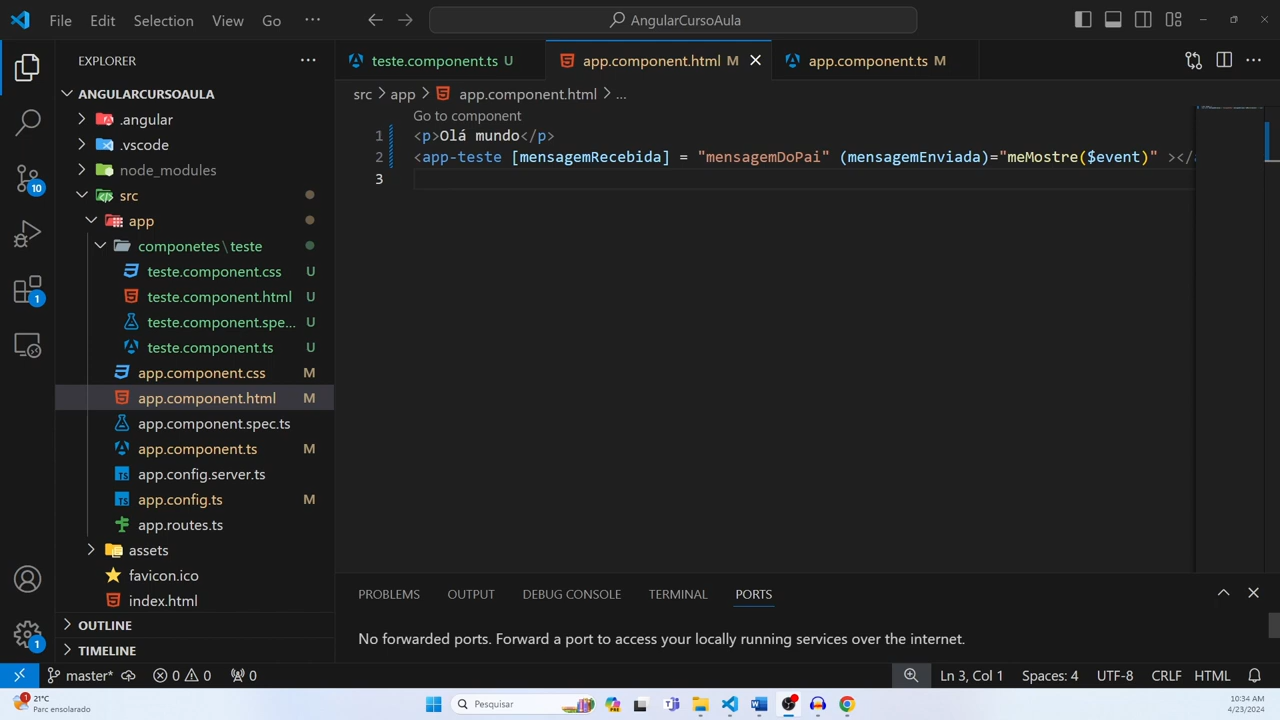 File Edit Selection View Go ··· AngularCursoAula
EXPLORER ···
ANGULARCURSOAULA
.angular
.vscode
node_modules
src
app
componetes\teste
teste.component.css U
teste.component.html U
teste.component.spe... U
teste.component.ts U
app.component.css M
app.component.html M
app.component.spec.ts
app.component.ts M
app.config.server.ts
app.config.ts M
app.routes.ts
assets
favicon.ico
index.html
OUTLINE
TIMELINE
10
1
1
teste.component.ts U app.component.html M app.component.ts M
src > app > app.component.html > ...
Go to component
1 <p>Olá mundo</p>
2 <app-teste [mensagemRecebida] = "mensagemDoPai" (mensagemEnviada)="meMostre($event)" ></
3
PROBLEMS OUTPUT DEBUG CONSOLE TERMINAL PORTS
No forwarded ports. Forward a port to access your locally running services over the internet.
master* 0 0 0 Ln 3, Col 1 Spaces: 4 UTF-8 CRLF HTML
1 21°C
Parc ensolarado
Pesquisar
10:34 AM
4/23/2024